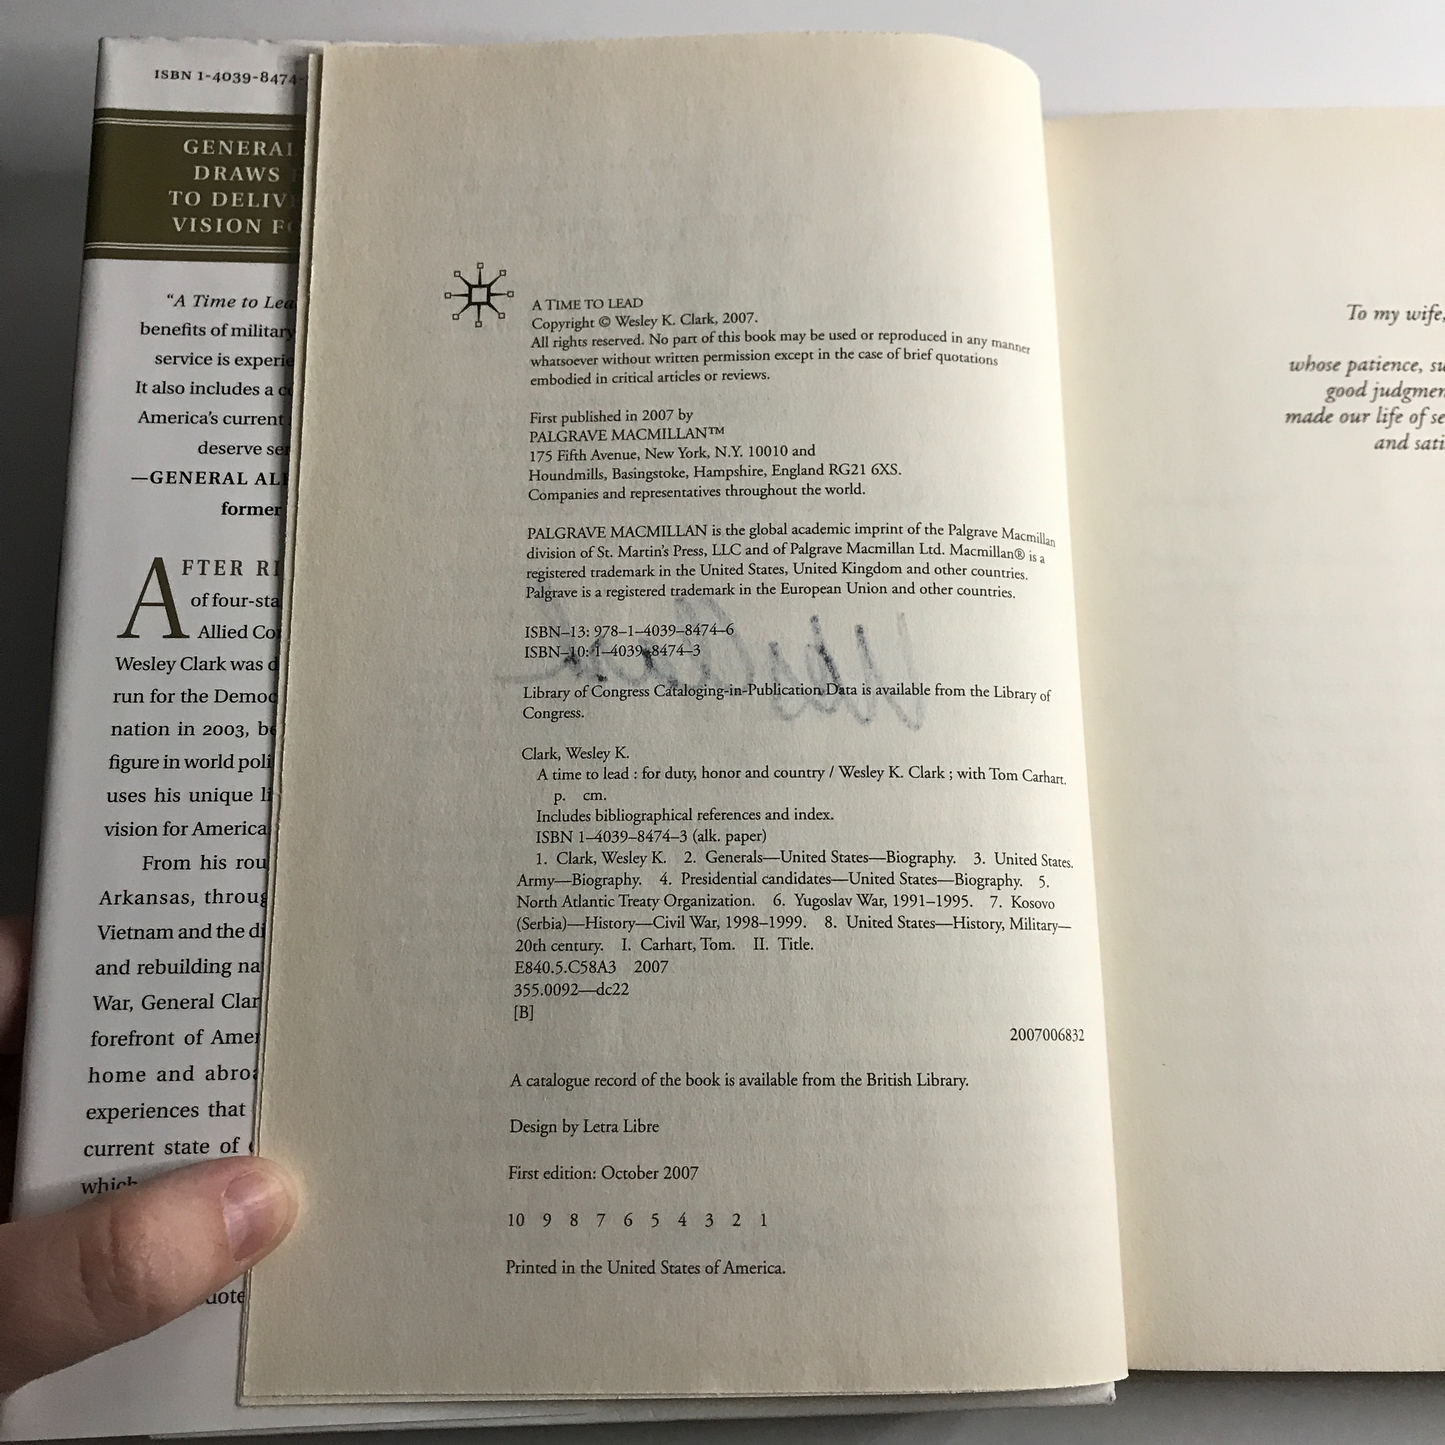 ISBN 1-4039-8474-
GENERAL
DRAWS
TO DELIV
VISION FO
"A Time to Lea
benefits of military
service is experie
It also includes a c
America's current
deserve se
—GENERAL AL
former
AFTER RI
of four-sta
Allied Co
Wesley Clark was d
run for the Democ
nation in 2003, be
figure in world poli
uses his unique li
vision for America
From his rou
Arkansas, throug
Vietnam and the di
and rebuilding na
War, General Clar
forefront of Amer
home and abroa
experiences that
current state of
which
A TIME TO LEAD
Copyright © Wesley K. Clark, 2007.
All rights reserved. No part of this book may be used or reproduced in any manner
whatsoever without written permission except in the case of brief quotations
embodied in critical articles or reviews.
First published in 2007 by
PALGRAVE MACMILLAN™
175 Fifth Avenue, New York, N.Y. 10010 and
Houndmills, Basingstoke, Hampshire, England RG21 6XS.
Companies and representatives throughout the world.
PALGRAVE MACMILLAN is the global academic imprint of the Palgrave Macmillan
division of St. Martin's Press, LLC and of Palgrave Macmillan Ltd. Macmillan® is a
registered trademark in the United States, United Kingdom and other countries.
Palgrave is a registered trademark in the European Union and other countries.
ISBN–13: 978–1–4039–8474–6
ISBN–10: 1–4039–8474–3
Library of Congress Cataloging-in-Publication Data is available from the Library of
Congress.
Clark, Wesley K.
A time to lead : for duty, honor and country / Wesley K. Clark ; with Tom Carhart.
p. cm.
Includes bibliographical references and index.
ISBN 1–4039–8474–3 (alk. paper)
1. Clark, Wesley K. 2. Generals—United States—Biography. 3. United States.
Army—Biography. 4. Presidential candidates—United States—Biography. 5.
North Atlantic Treaty Organization. 6. Yugoslav War, 1991–1995. 7. Kosovo
(Serbia)—History—Civil War, 1998–1999. 8. United States—History, Military—
20th century. I. Carhart, Tom. II. Title.
E840.5.C58A3 2007
355.0092—dc22
[B]
2007006832
A catalogue record of the book is available from the British Library.
Design by Letra Libre
First edition: October 2007
10 9 8 7 6 5 4 3 2 1
Printed in the United States of America.
To my wife,
whose patience, su
good judgmen
made our life of se
and sati